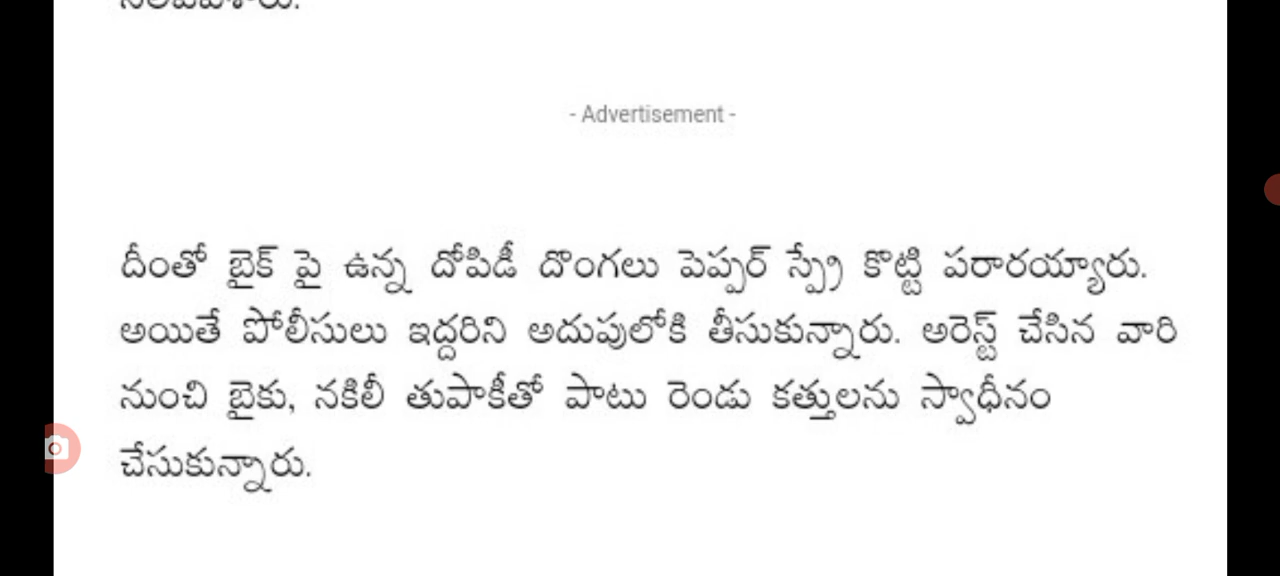 - Advertisement -
దీంతో బైక్ పై ఉన్న దోపిడీ దొంగలు పెప్పర్ స్ప్రే కొట్టి పరారయ్యారు.
అయితే పోలీసులు ఇద్దరిని అదుపులోకి తీసుకున్నారు. అరెస్ట్ చేసిన వారి
నుంచి బైకు, నకిలీ తుపాకీతో పాటు రెండు కత్తులను స్వాధీనం
చేసుకున్నారు.